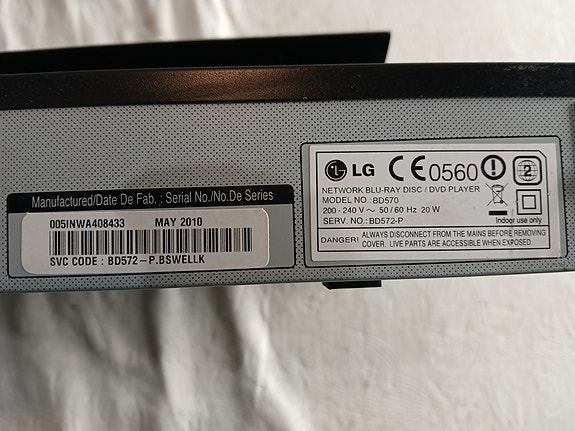 Manufactured/Date De Fab. : Serial No./No.De Series
005INWA408433 MAY 2010
SVC CODE : BD572-P.BSWELLK
LG CE 0560 ! 2
NETWORK BLU-RAY DISC / DVD PLAYER
MODEL NO.: BD570
200 - 240 V ~ 50 / 60 Hz 20 W
SERV. NO.: BD572-P
Indoor use only
DANGER: ALWAYS DISCONNECT FROM THE MAINS BEFORE REMOVING
COVER. LIVE PARTS ARE ACCESSIBLE WHEN EXPOSED.